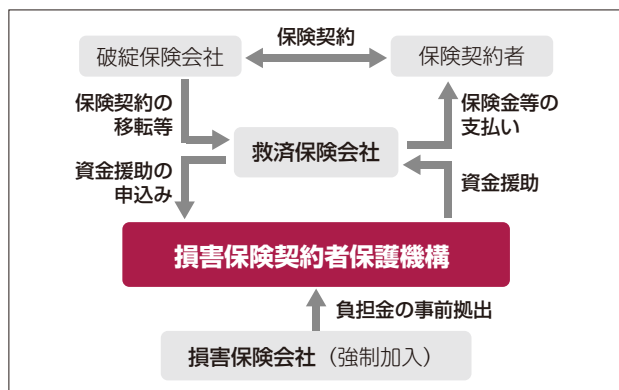 保険契約
破綻保険会社
保険契約者
保険契約の
移転等
保険金等の
支払い
救済保険会社
資金援助の
申込み
資金援助
損害保険契約者保護機構
負担金の事前拠出
損害保険会社（強制加入）